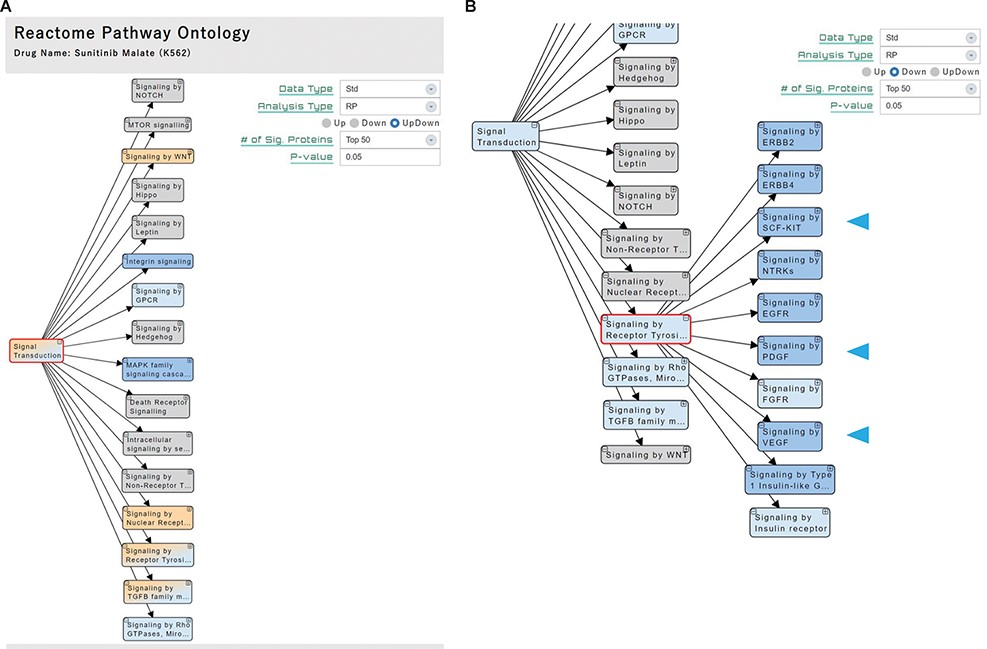 A
Reactome Pathway Ontology
Drug Name: Sunitinib Malate (K562)
Data Type Std
Analysis Type RP
Up Down UpDown
# of Sig. Proteins Top 50
P-value 0.05
Signaling by
NOTCH
MTOR signalling
Signaling by WNT
Signaling by
Hippo
Signaling by
Leptin
Integrin signaling
Signaling by
GPCR
Signaling by
Hedgehog
Signal
Transduction
MAPK family
signaling casca...
Death Receptor
Signalling
Intracellular
signaling by se...
Signaling by
Non-Receptor T...
Signaling by
Nuclear Recept...
Signaling by
Receptor Tyrosi...
Signaling by
TGFB family m...
Signaling by Rho
GTPases, Miro...
B
Data Type Std
Analysis Type RP
Up Down UpDown
# of Sig. Proteins Top 50
P-value 0.05
Signaling by
GPCR
Signaling by
Hedgehog
Signaling by
Hippo
Signal
Transduction
Signaling by
Leptin
Signaling by
NOTCH
Signaling by
Non-Receptor T...
Signaling by
Nuclear Recept...
Signaling by
Receptor Tyrosi...
Signaling by Rho
GTPases, Miro...
Signaling by
TGFB family m...
Signaling by WNT
Signaling by
ERBB2
Signaling by
ERBB4
Signaling by
SCF-KIT
Signaling by
NTRKs
Signaling by
EGFR
Signaling by
PDGF
Signaling by
FGFR
Signaling by
VEGF
Signaling by Type
1 Insulin-like G...
Signaling by
Insulin receptor